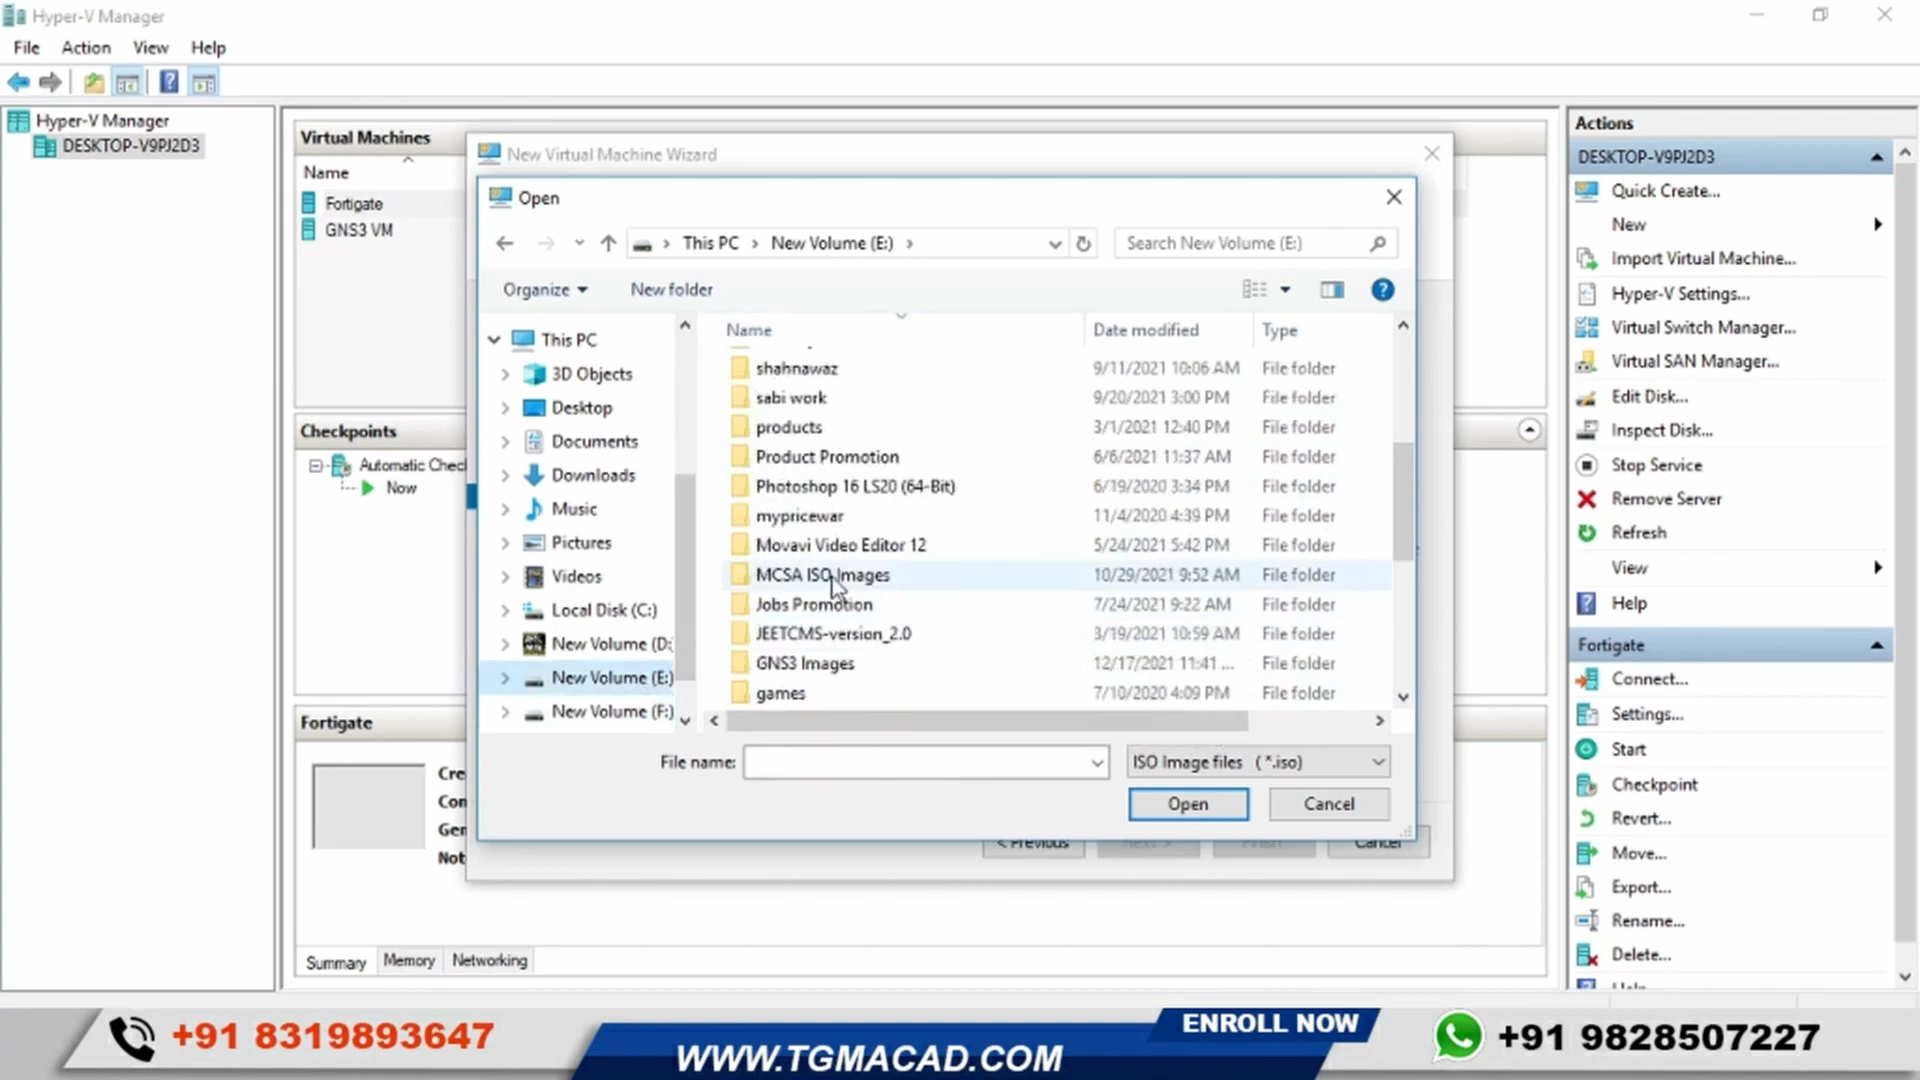 Hyper-V Manager
File Action View Help
Hyper-V Manager
DESKTOP-V9PJ2D3
Virtual Machines
Name
Fortigate
GNS3 VM
Checkpoints
Automatic Chec
Now
Fortigate
Cre
Con
Ger
Not
Summary Memory Networking
New Virtual Machine Wizard
Open
This PC New Volume (E:)
Search New Volume (E:)
Organize New folder
This PC
3D Objects
Desktop
Documents
Downloads
Music
Pictures
Videos
Local Disk (C:)
New Volume (D:
New Volume (E:)
New Volume (F:)
Name Date modified Type
shahnawaz 9/11/2021 10:06 AM File folder
sabi work 9/20/2021 3:00 PM File folder
products 3/1/2021 12:40 PM File folder
Product Promotion 6/6/2021 11:37 AM File folder
Photoshop 16 LS20 (64-Bit) 6/19/2020 3:34 PM File folder
mypricewar 11/4/2020 4:39 PM File folder
Movavi Video Editor 12 5/24/2021 5:42 PM File folder
MCSA ISO Images 10/29/2021 9:52 AM File folder
Jobs Promotion 7/24/2021 9:22 AM File folder
JEETCMS-version_2.0 3/19/2021 10:59 AM File folder
GNS3 Images 12/17/2021 11:41 ... File folder
games 7/10/2020 4:09 PM File folder
File name: ISO Image files (*.iso)
Open Cancel
< Previous Next > Finish Cancel
Actions
DESKTOP-V9PJ2D3
Quick Create...
New
Import Virtual Machine...
Hyper-V Settings...
Virtual Switch Manager...
Virtual SAN Manager...
Edit Disk...
Inspect Disk...
Stop Service
Remove Server
Refresh
View
Help
Fortigate
Connect...
Settings...
Start
Checkpoint
Revert...
Move...
Export...
Rename...
Delete...
Help
+91 8319893647
WWW.TGMACAD.COM
ENROLL NOW
+91 9828507227